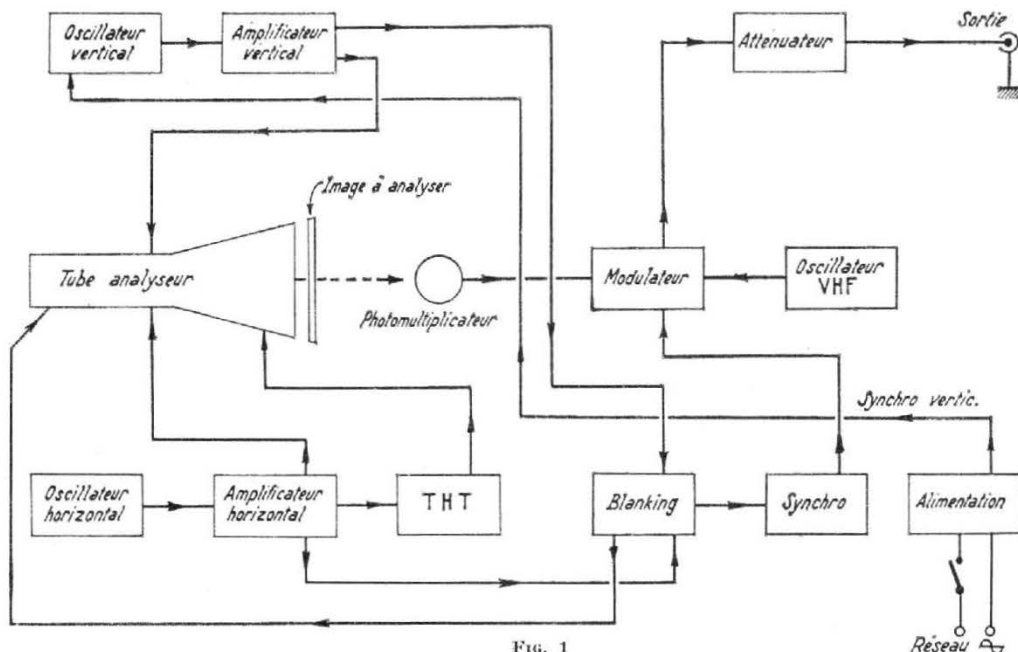 Oscillateur
vertical
Amplificateur
vertical
Attenuateur
Sortie
Image à analyser
Tube analyseur
Photomultiplicateur
Modulateur
Oscillateur
VHF
Synchro vertic.
Oscillateur
horizontal
Amplificateur
horizontal
THT
Blanking
Synchro
Alimentation
Réseau
FIG. 1